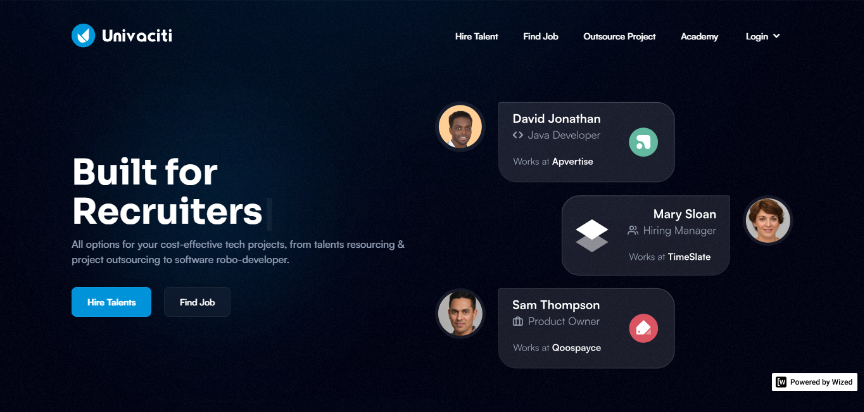 Univaciti
Hire Talent
Find Job
Outsource Project
Academy
Login
Built for
Recruiters
All options for your cost-effective tech projects, from talents resourcing &
project outsourcing to software robo-developer.
Hire Talents
Find Job
David Jonathan
Java Developer
Works at Apvertise
Mary Sloan
Hiring Manager
Works at TimeSlate
Sam Thompson
Product Owner
Works at Qoospayce
[w Powered by Wized